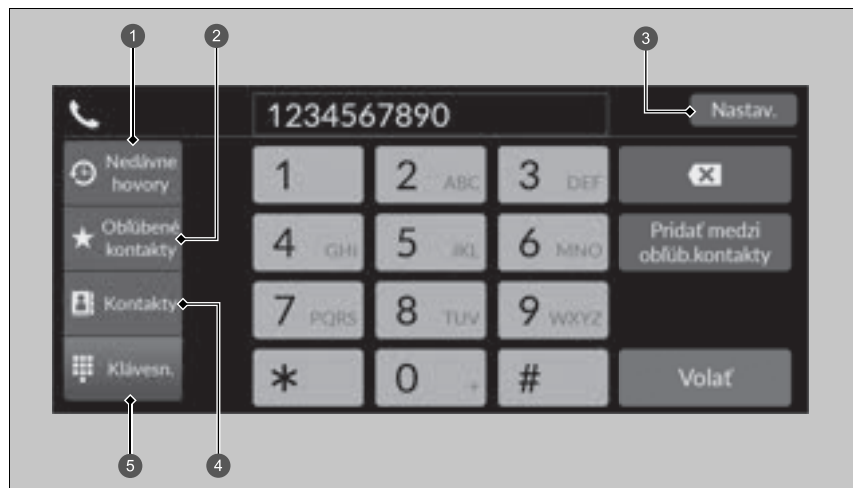 1
2
3
1234567890
Nastav.
Nedávne
hovory
Obľúbené
kontakty
Kontakty
Klávesn.
1
2 ABC
3 DEF
4 GHI
5 JKL
6 MNO
Pridať medzi
obľúb.kontakty
7 PQRS
8 TUV
9 WXYZ
*
0 +
#
Volať
5
4